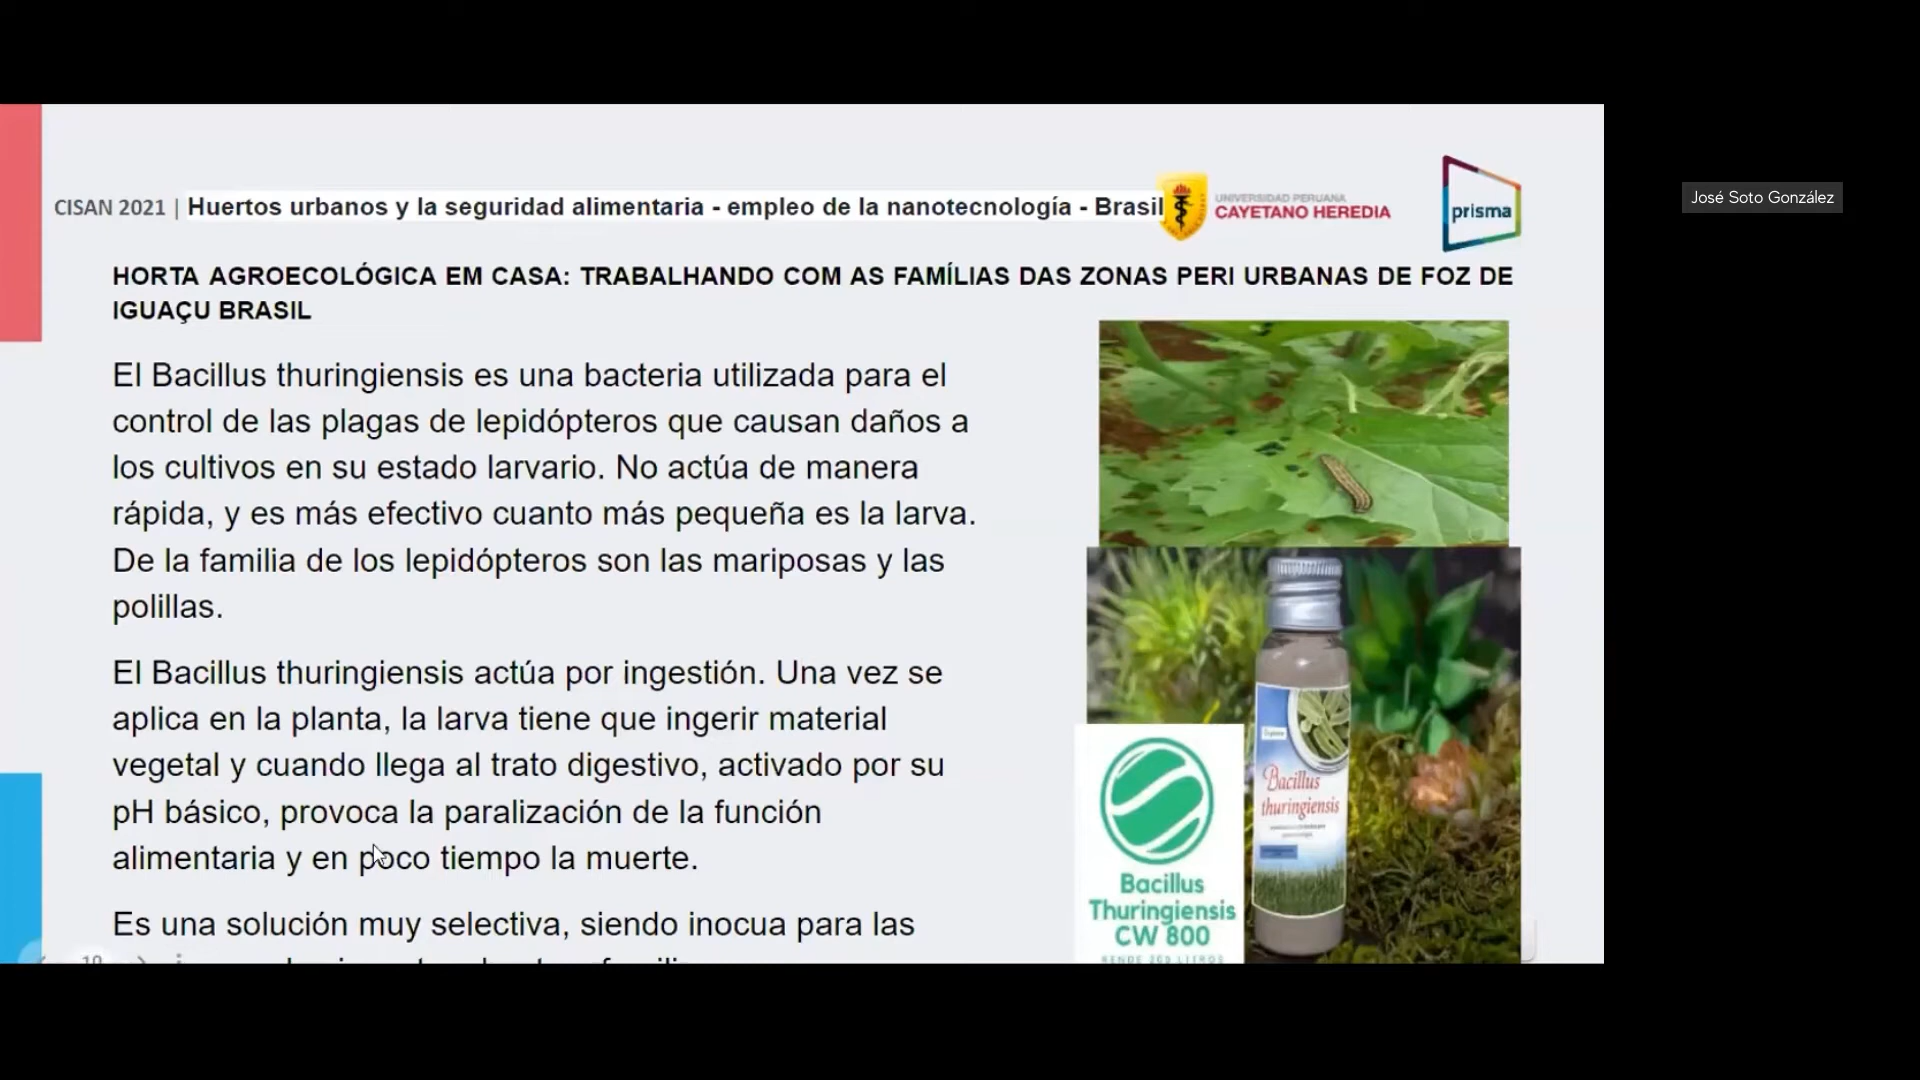 CISAN 2021 | Huertos urbanos y la seguridad alimentaria - empleo de la nanotecnología - Brasil
UNIVERSIDAD PERUANA
CAYETANO HEREDIA
prisma
José Soto González
HORTA AGROECOLÓGICA EM CASA: TRABALHANDO COM AS FAMÍLIAS DAS ZONAS PERI URBANAS DE FOZ DE
IGUAÇU BRASIL
El Bacillus thuringiensis es una bacteria utilizada para el
control de las plagas de lepidópteros que causan daños a
los cultivos en su estado larvario. No actúa de manera
rápida, y es más efectivo cuanto más pequeña es la larva.
De la familia de los lepidópteros son las mariposas y las
polillas.
El Bacillus thuringiensis actúa por ingestión. Una vez se
aplica en la planta, la larva tiene que ingerir material
vegetal y cuando llega al trato digestivo, activado por su
pH básico, provoca la paralización de la función
alimentaria y en poco tiempo la muerte.
Es una solución muy selectiva, siendo inocua para las
Bacillus
thuringiensis
Bacillus
Thuringiensis
CW 800
RENDE 200 LITROS